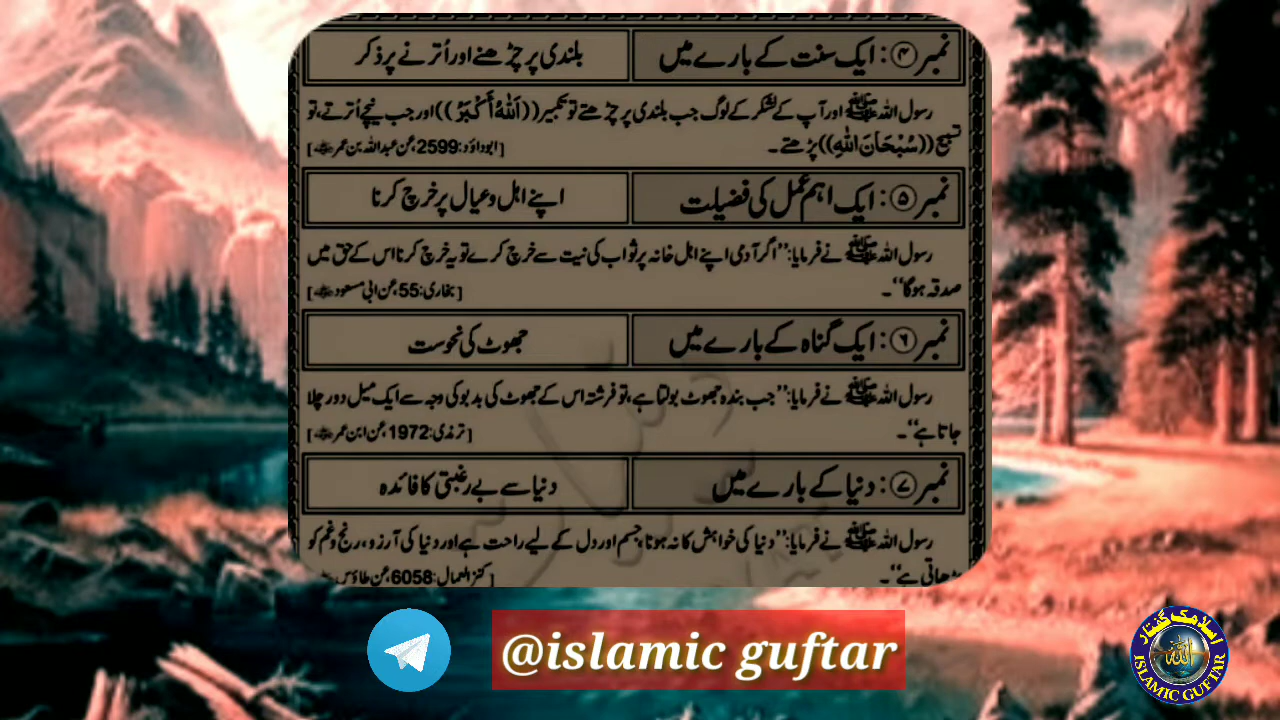 نمبر ④: ایک سنت کے بارے میں
بلندی پر چڑھنے اور اُترنے پر ذکر
رسول اللہ ﷺ اور آپ کے لشکر کے لوگ جب بلندی پر چڑھتے تو تکبیر ((اَللّٰهُ أَكْبَرُ)) اور جب نیچے اُترتے، تو
تسبیح ((سُبْحَانَ اللّٰهِ)) پڑھتے۔
[ابوداؤد: 2599، عن عبداللہ بن عمر ؓ]
نمبر ⑤: ایک اہم عمل کی فضیلت
اپنے اہل وعیال پر خرچ کرنا
رسول اللہ ﷺ نے فرمایا: ’’اگر آدمی اپنے اہل خانہ پر ثواب کی نیت سے خرچ کرے تو یہ خرچ کرنا اس کے حق میں
صدقہ ہوگا‘‘۔
[بخاری: 55، عن ابی مسعود ؓ]
نمبر ⑥: ایک گناہ کے بارے میں
جھوٹ کی نحوست
رسول اللہ ﷺ نے فرمایا: ’’جب بندہ جھوٹ بولتا ہے، تو فرشتہ اس کے جھوٹ کی بدبو کی وجہ سے ایک میل دور چلا
جاتا ہے‘‘۔
[ترمذی: 1972، عن ابن عمر ؓ]
نمبر ⑦: دنیا کے بارے میں
دنیا سے بے رغبتی کا فائدہ
رسول اللہ ﷺ نے فرمایا: ’’دنیا کی خواہش کا نہ ہونا، جسم اور دل کے لیے راحت ہے اور دنیا کی آرزو، رنج وغم کو
بڑھاتی ہے‘‘۔
[کنز العمال: 6058، عن طاؤس
@islamic guftar
اسلامک گفتار
الله
ISLAMIC GUFTAR